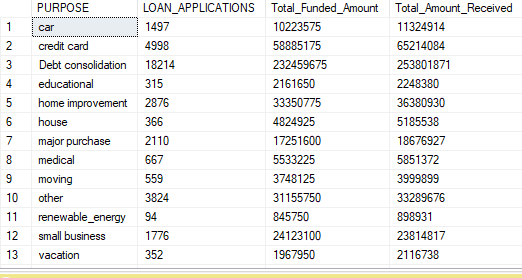 PURPOSE LOAN_APPLICATIONS Total_Funded_Amount Total_Amount_Received
1 car 1497 10223575 11324914
2 credit card 4998 58885175 65214084
3 Debt consolidation 18214 232459675 253801871
4 educational 315 2161650 2248380
5 home improvement 2876 33350775 36380930
6 house 366 4824925 5185538
7 major purchase 2110 17251600 18676927
8 medical 667 5533225 5851372
9 moving 559 3748125 3999899
10 other 3824 31155750 33289676
11 renewable_energy 94 845750 898931
12 small business 1776 24123100 23814817
13 vacation 352 1967950 2116738